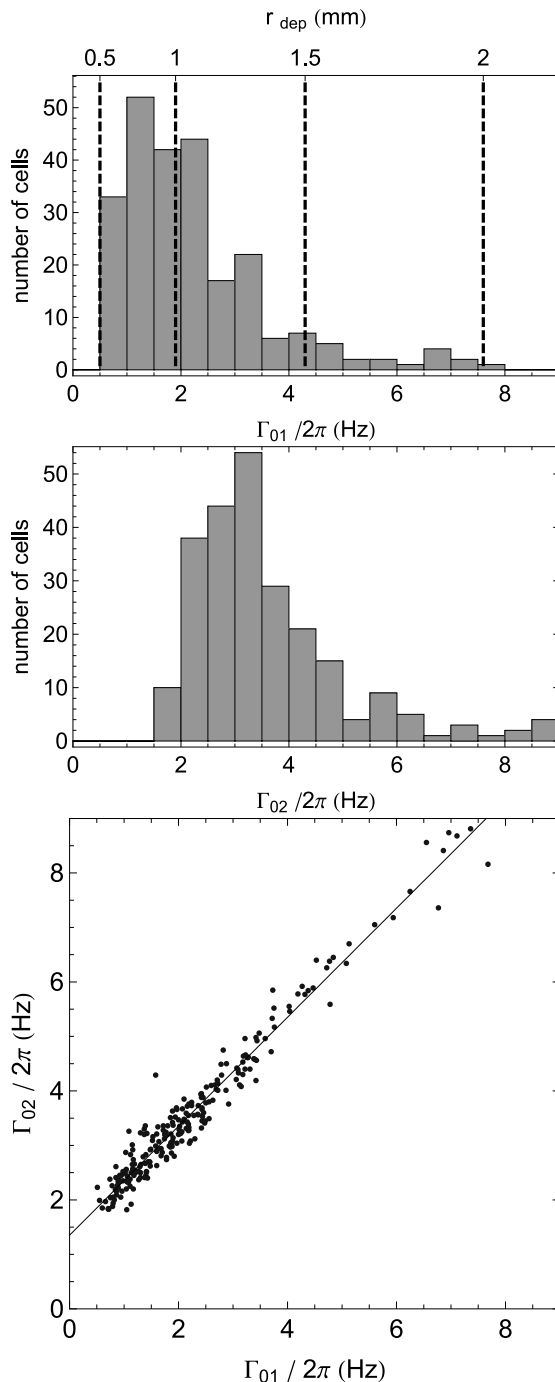 r dep (mm)
0.5 1 1.5 2
50
40
30
20
10
0
number of cells
0 2 4 6 8
Γ01 /2π (Hz)
50
40
30
20
10
0
number of cells
0 2 4 6 8
Γ02 /2π (Hz)
8
6
4
2
0
Γ02 / 2π (Hz)
0 2 4 6 8
Γ01 / 2π (Hz)